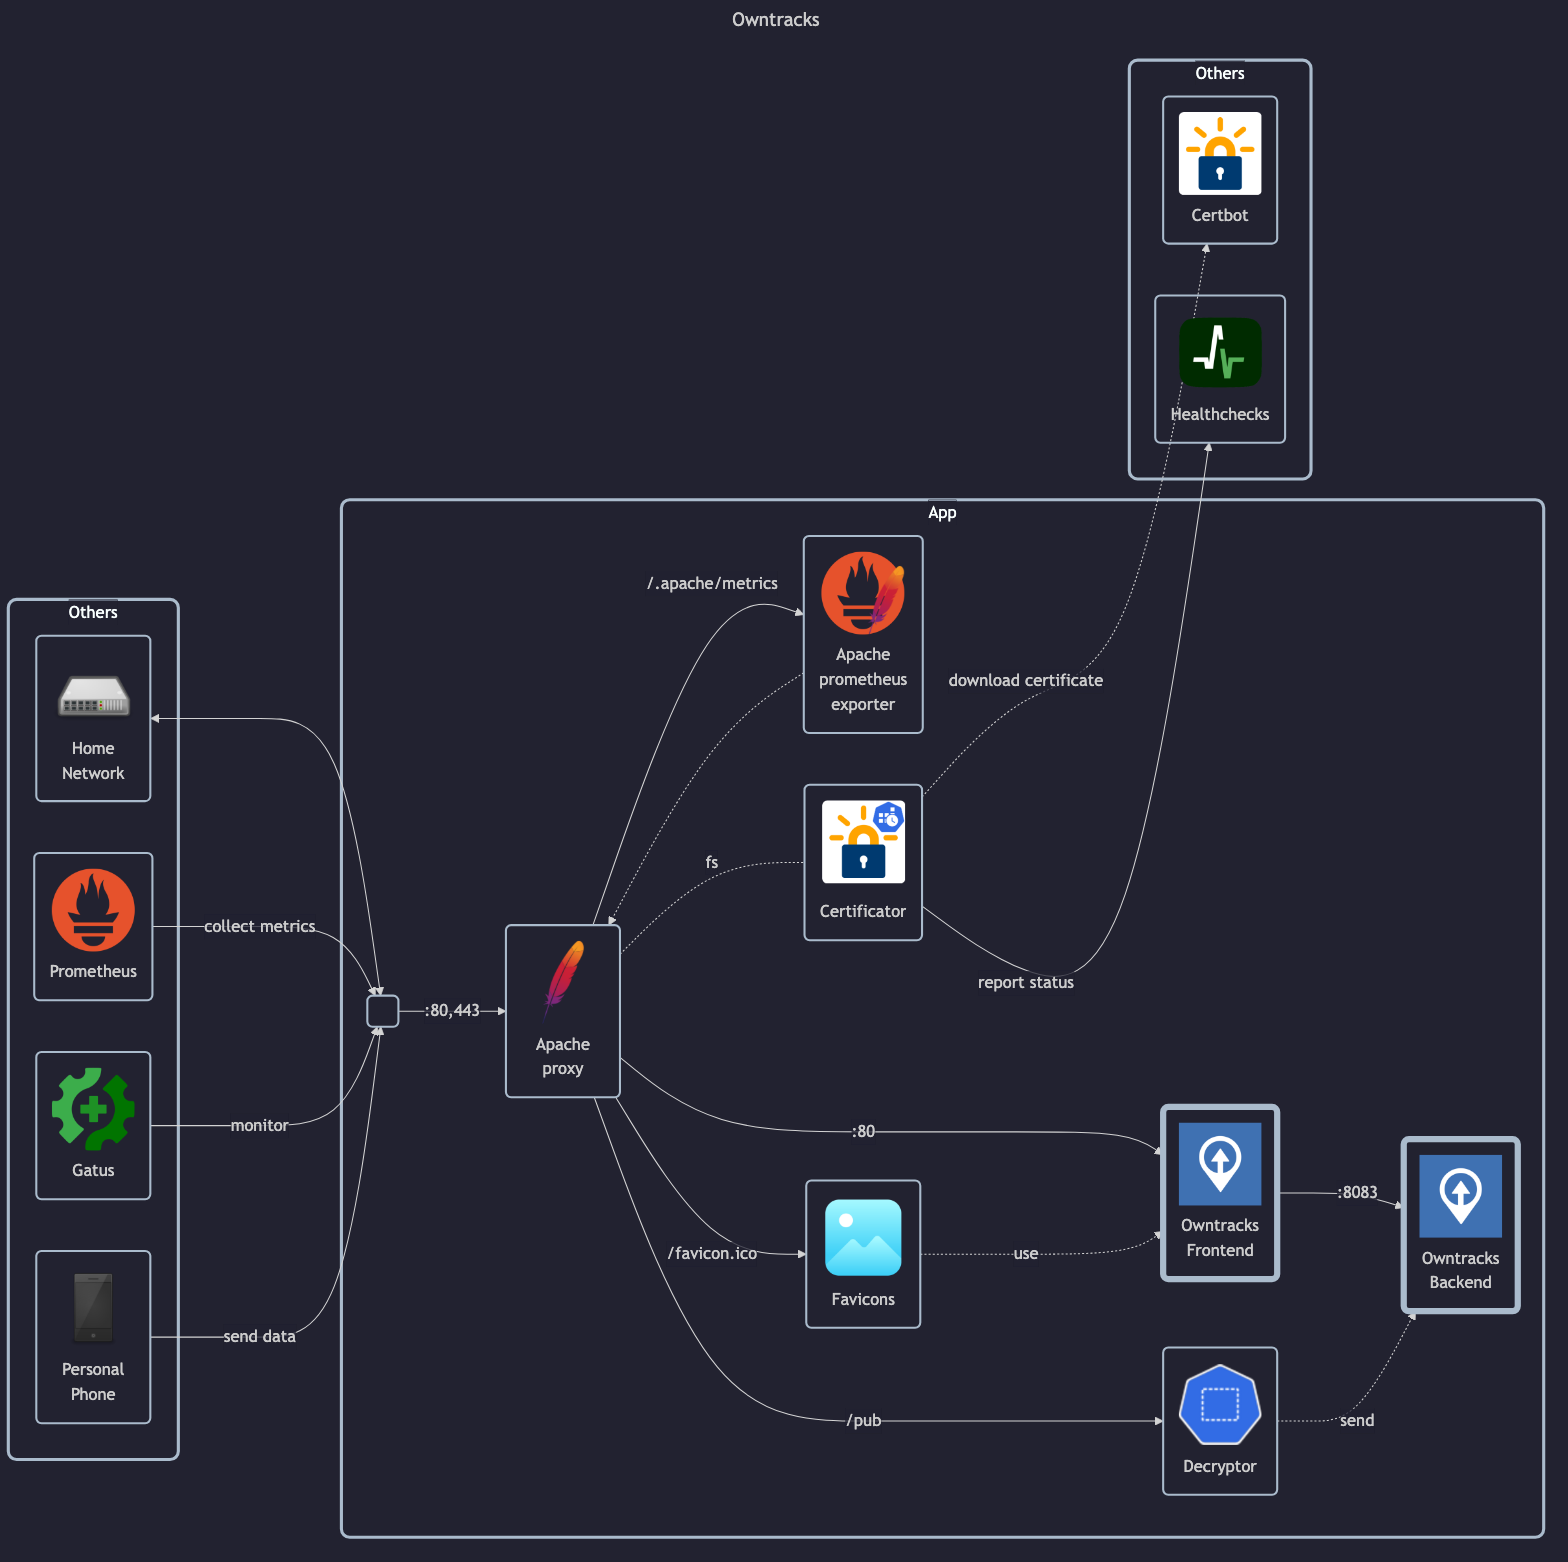 Owntracks
Others
Certbot
Healthchecks
App
/.apache/metrics
Apache
prometheus
exporter
download certificate
Others
Home
Network
fs
Certificator
collect metrics
Prometheus
report status
:80,443
Apache
proxy
monitor
Gatus
:80
Owntracks
Frontend
:8083
Owntracks
Backend
/favicon.ico
use
Favicons
send data
Personal
Phone
/pub
send
Decryptor